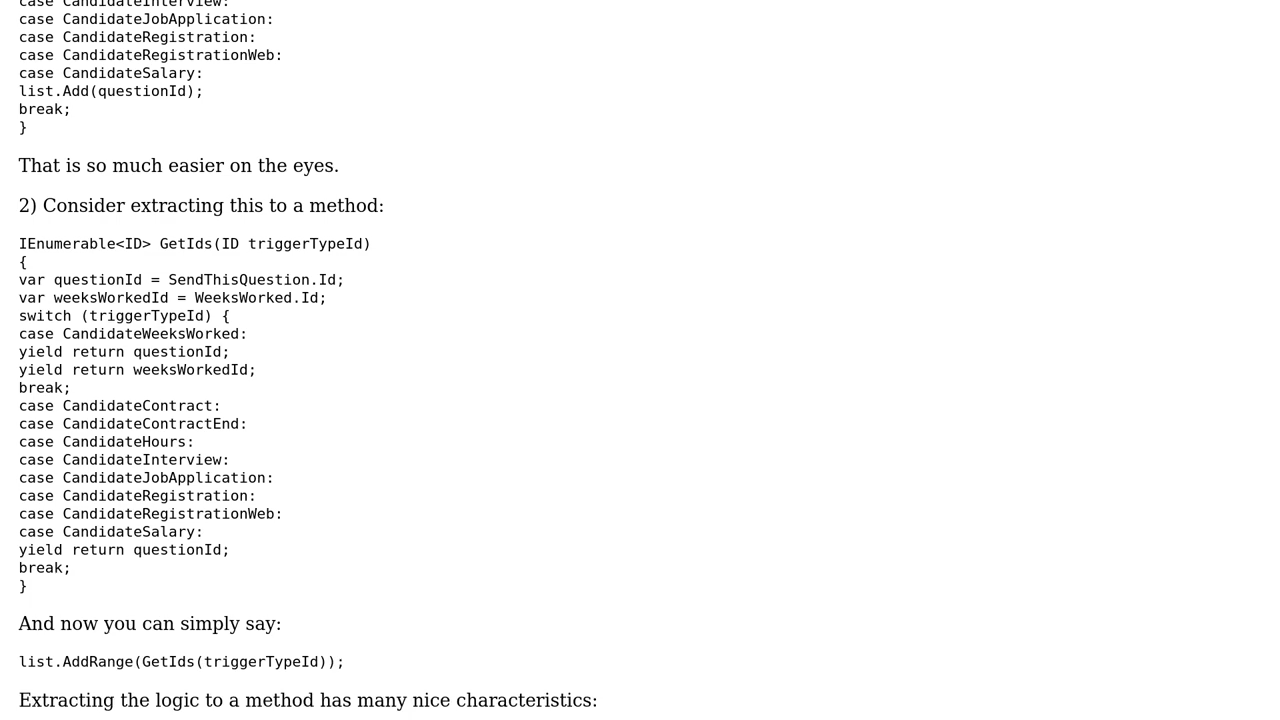 case CandidateInterview:
case CandidateJobApplication:
case CandidateRegistration:
case CandidateRegistrationWeb:
case CandidateSalary:
list.Add(questionId);
break;
}
That is so much easier on the eyes.
2) Consider extracting this to a method:
IEnumerable<ID> GetIds(ID triggerTypeId)
{
var questionId = SendThisQuestion.Id;
var weeksWorkedId = WeeksWorked.Id;
switch (triggerTypeId) {
case CandidateWeeksWorked:
yield return questionId;
yield return weeksWorkedId;
break;
case CandidateContract:
case CandidateContractEnd:
case CandidateHours:
case CandidateInterview:
case CandidateJobApplication:
case CandidateRegistration:
case CandidateRegistrationWeb:
case CandidateSalary:
yield return questionId;
break;
}
And now you can simply say:
list.AddRange(GetIds(triggerTypeId));
Extracting the logic to a method has many nice characteristics: